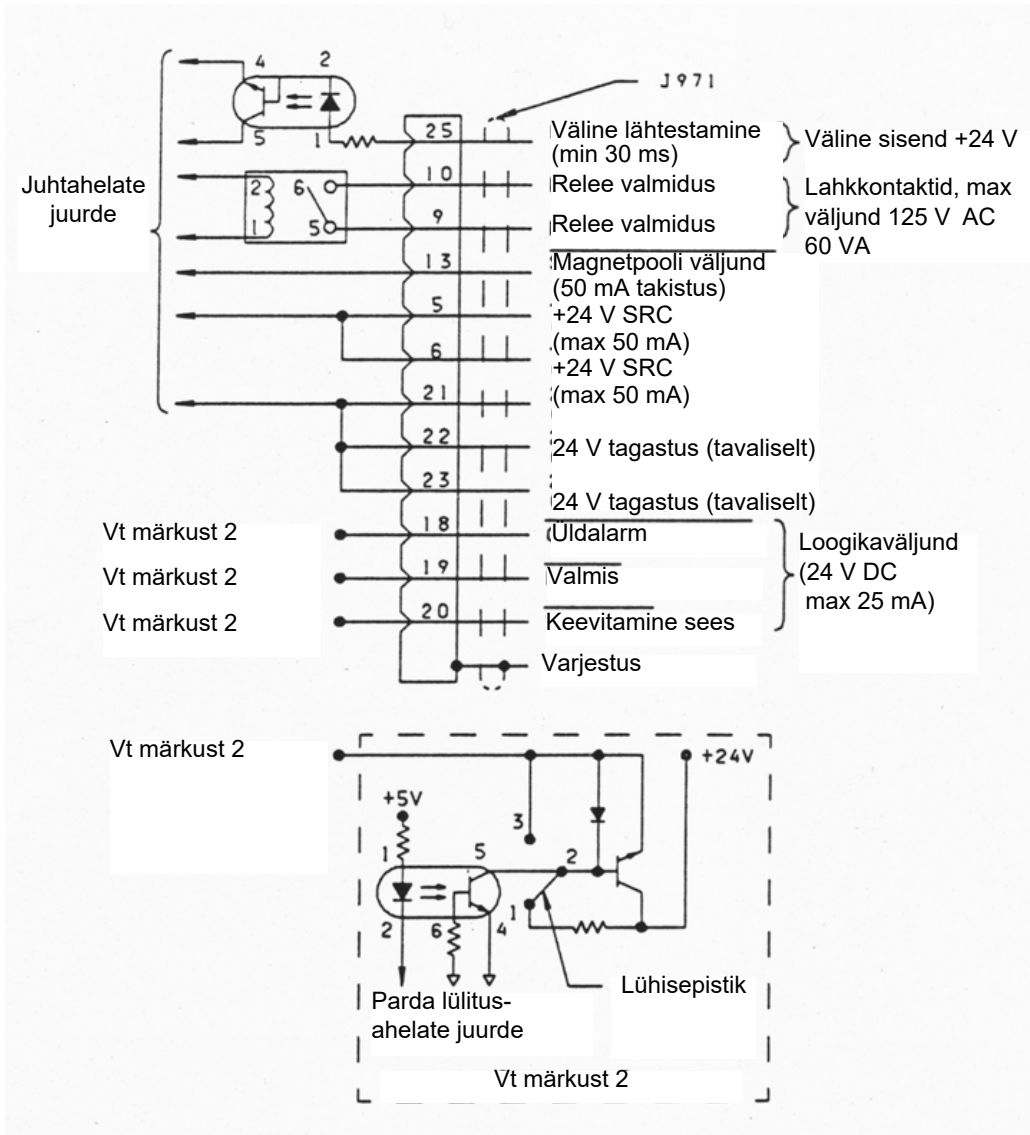 J971
4 2
5 1
25 Väline lähtestamine
(min 30 ms)
Väline sisend +24 V
Juhtahelate
juurde
2 6
1 5
10 Relee valmidus
9 Relee valmidus
Lahkkontaktid, max
väljund 125 V AC
60 VA
13 Magnetpooli väljund
(50 mA takistus)
5 +24 V SRC
(max 50 mA)
6 +24 V SRC
(max 50 mA)
21
22 24 V tagastus (tavaliselt)
23 24 V tagastus (tavaliselt)
Vt märkust 2 18 Üldalarm
Vt märkust 2 19 Valmis
Vt märkust 2 20 Keevitamine sees
Loogikaväljund
(24 V DC
max 25 mA)
Varjestus
Vt märkust 2
+24V
+5V
3
1 5 2
1
2 6 4
Lühisepistik
Parda lülitus-
ahelate juurde
Vt märkust 2